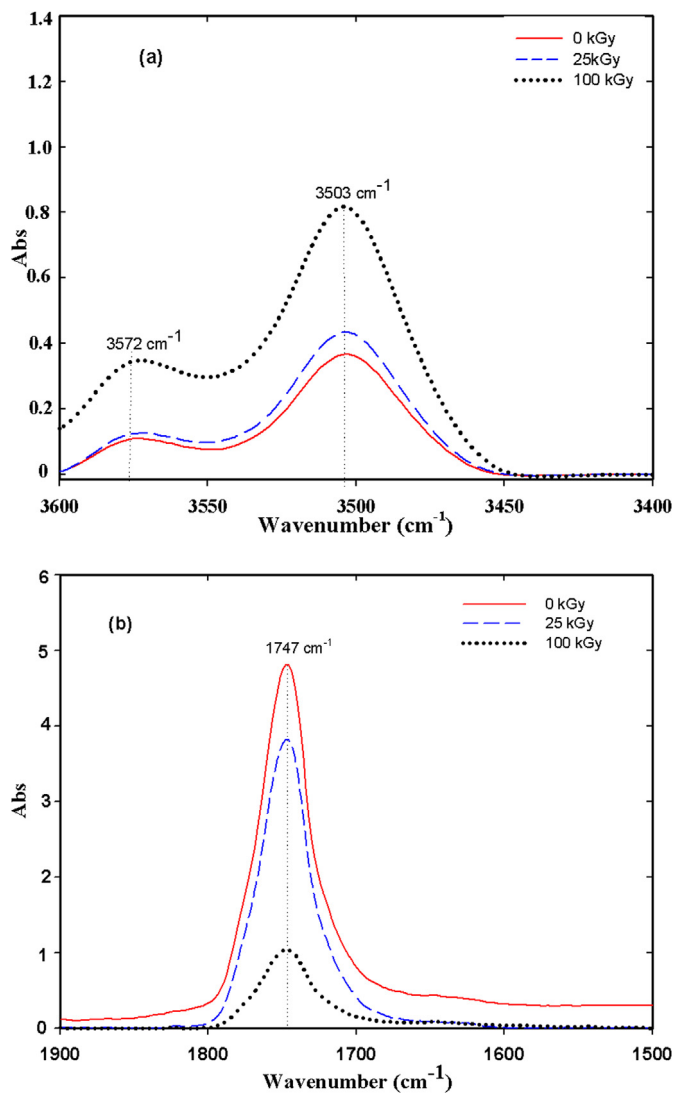 (a)
0 kGy
25kGy
100 kGy
3503 cm⁻¹
3572 cm⁻¹
Abs
1.4
1.2
1.0
0.8
0.6
0.4
0.2
0
3600 3550 3500 3450 3400
Wavenumber (cm⁻¹)
(b)
0 kGy
25 kGy
100 kGy
1747 cm⁻¹
Abs
6
5
4
3
2
1
0
1900 1800 1700 1600 1500
Wavenumber (cm⁻¹)